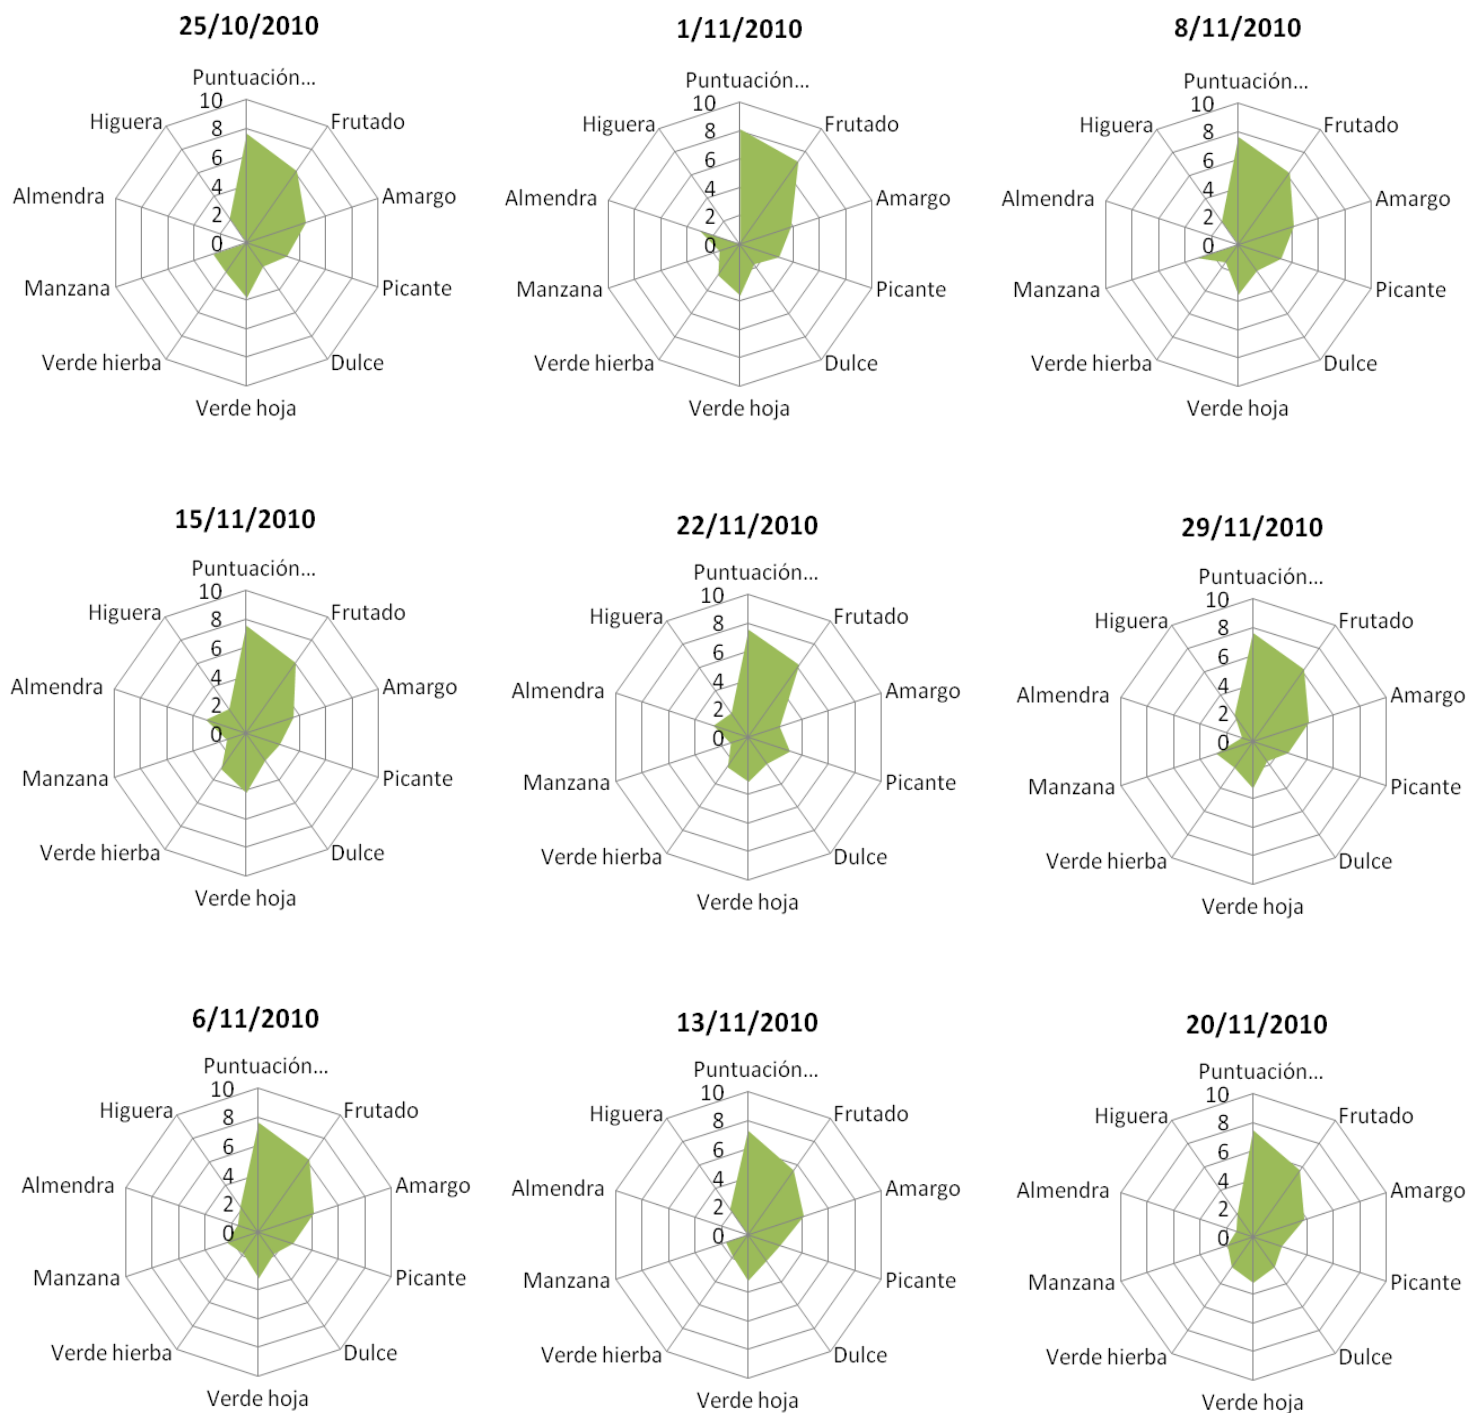 25/10/2010
Puntuación...
10
8
6
4
2
0
Frutado
Amargo
Picante
Dulce
Verde hoja
Verde hierba
Manzana
Almendra
Higuera
1/11/2010
Puntuación...
10
8
6
4
2
0
Frutado
Amargo
Picante
Dulce
Verde hoja
Verde hierba
Manzana
Almendra
Higuera
8/11/2010
Puntuación...
10
8
6
4
2
0
Frutado
Amargo
Picante
Dulce
Verde hoja
Verde hierba
Manzana
Almendra
Higuera
15/11/2010
Puntuación...
10
8
6
4
2
0
Frutado
Amargo
Picante
Dulce
Verde hoja
Verde hierba
Manzana
Almendra
Higuera
22/11/2010
Puntuación...
10
8
6
4
2
0
Frutado
Amargo
Picante
Dulce
Verde hoja
Verde hierba
Manzana
Almendra
Higuera
29/11/2010
Puntuación...
10
8
6
4
2
0
Frutado
Amargo
Picante
Dulce
Verde hoja
Verde hierba
Manzana
Almendra
Higuera
6/11/2010
Puntuación...
10
8
6
4
2
0
Frutado
Amargo
Picante
Dulce
Verde hoja
Verde hierba
Manzana
Almendra
Higuera
13/11/2010
Puntuación...
10
8
6
4
2
0
Frutado
Amargo
Picante
Dulce
Verde hoja
Verde hierba
Manzana
Almendra
Higuera
20/11/2010
Puntuación...
10
8
6
4
2
0
Frutado
Amargo
Picante
Dulce
Verde hoja
Verde hierba
Manzana
Almendra
Higuera